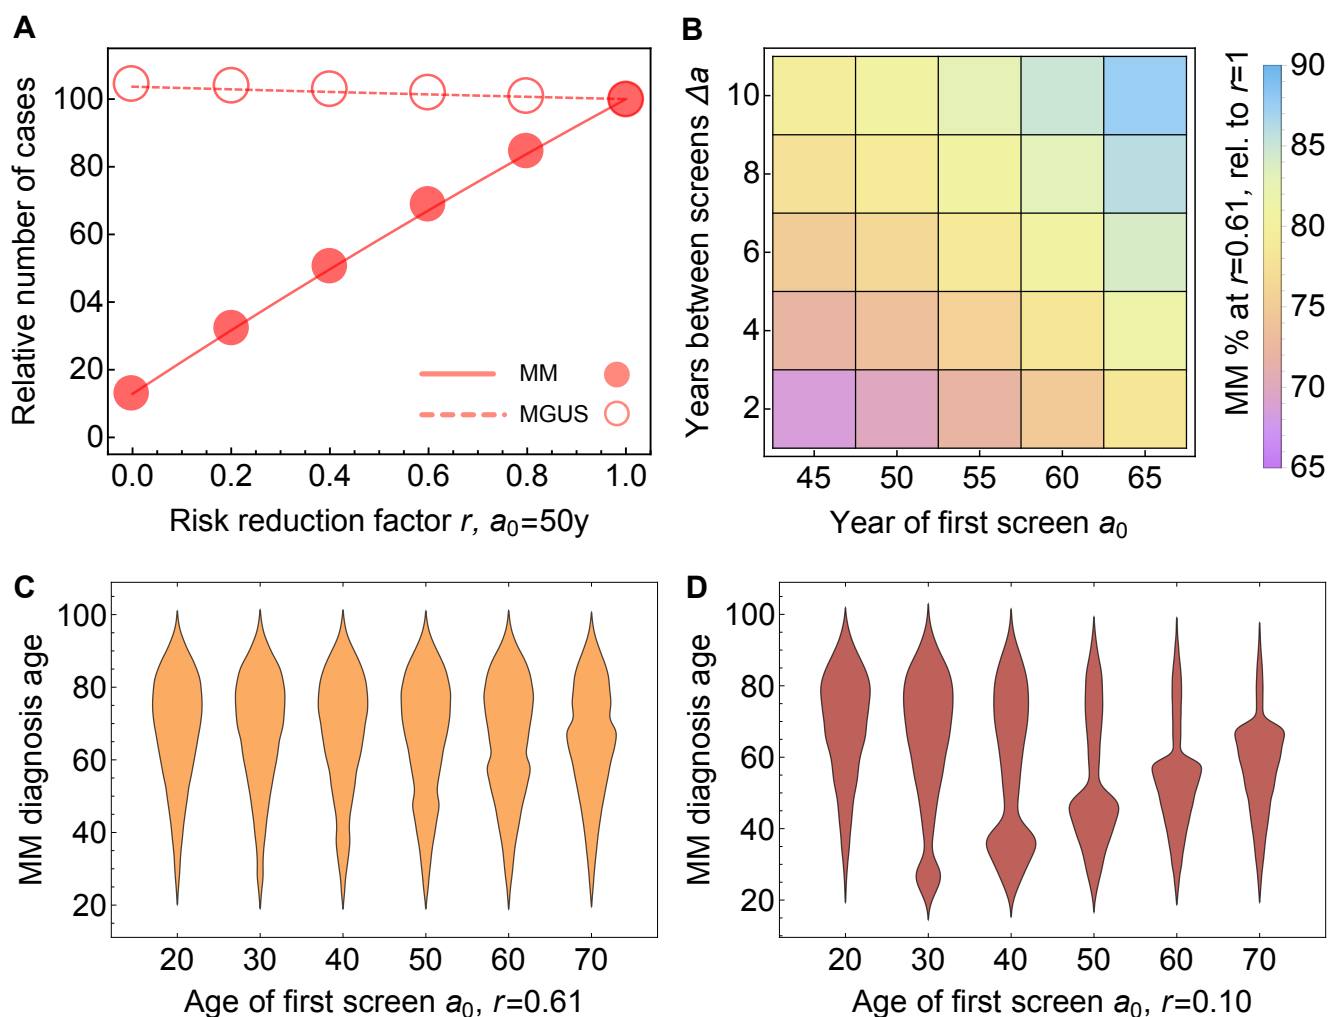 A
Relative number of cases
100
80
60
04
20
0
0.0 0.2 0.4 0.6 0.8 1.0
Risk reduction factor r, a0=50y
MM
MGUS
B
Years between screens Δa
10
8
6
4
2
45 50 55 60 65
Year of first screen a0
MM % at r=0.61, rel. to r=1
90
85
80
75
70
65
C
MM diagnosis age
100
80
60
40
20
20 30 40 50 60 70
Age of first screen a0, r=0.61
D
MM diagnosis age
100
80
60
40
20
20 30 40 50 60 70
Age of first screen a0, r=0.10